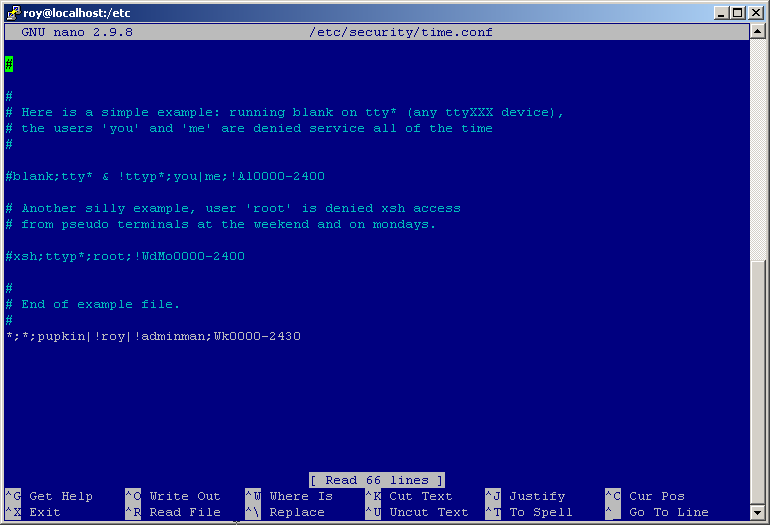 roy@localhost:/etc
GNU nano 2.9.8 /etc/security/time.conf
#
#
# Here is a simple example: running blank on tty* (any ttyXXX device),
# the users 'you' and 'me' are denied service all of the time
#
#blank;tty* & !ttyp*;you|me;!Al0000-2400
# Another silly example, user 'root' is denied xsh access
# from pseudo terminals at the weekend and on mondays.
#xsh;ttyp*;root;!WdMo0000-2400
#
# End of example file.
#
*;*;pupkin|!roy|!adminman;Wk0000-2430
[ Read 66 lines ]
^G Get Help ^O Write Out ^W Where Is ^K Cut Text ^J Justify ^C Cur Pos
^X Exit ^R Read File ^\ Replace ^U Uncut Text ^T To Spell ^_ Go To Line